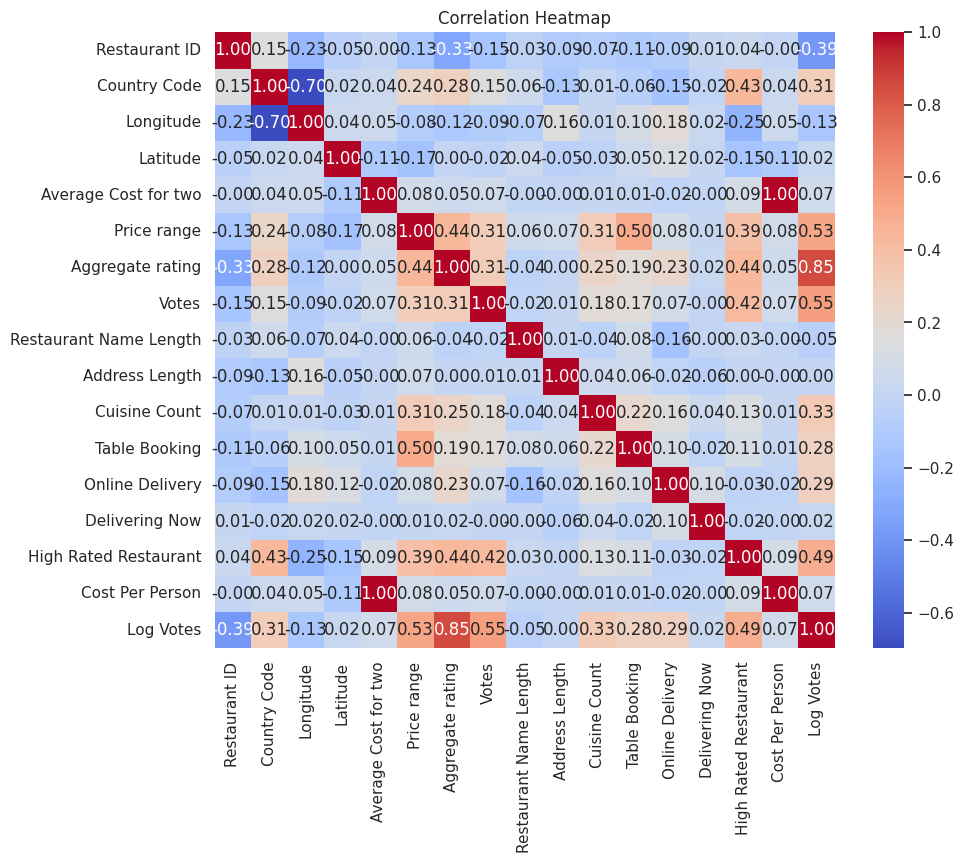 Correlation Heatmap
Restaurant ID 1.00 0.15 -0.23 -0.05 -0.00 -0.13 -0.33 -0.15 -0.03 -0.09 -0.07 -0.11 -0.09 0.01 0.04 -0.00 -0.39
Country Code 0.15 1.00 -0.70 0.02 0.04 0.24 0.28 0.15 0.06 -0.13 0.01 -0.06 -0.15 -0.02 0.43 0.04 0.31
Longitude -0.23 -0.70 1.00 0.04 0.05 -0.08 -0.12 -0.09 -0.07 0.16 0.01 0.10 0.18 0.02 -0.25 0.05 -0.13
Latitude -0.05 0.02 0.04 1.00 -0.11 -0.17 0.00 -0.02 0.04 -0.05 -0.03 0.05 0.12 0.02 -0.15 -0.11 0.02
Average Cost for two -0.00 0.04 0.05 -0.11 1.00 0.08 0.05 0.07 -0.00 -0.00 0.01 0.01 -0.02 -0.00 0.09 1.00 0.07
Price range -0.13 0.24 -0.08 -0.17 0.08 1.00 0.44 0.31 0.06 0.07 0.31 0.50 0.08 0.01 0.39 0.08 0.53
Aggregate rating -0.33 0.28 -0.12 0.00 0.05 0.44 1.00 0.31 -0.04 -0.00 0.25 0.19 0.23 0.02 0.44 0.05 0.85
Votes -0.15 0.15 -0.09 -0.02 0.07 0.31 0.31 1.00 -0.02 0.01 0.18 0.17 0.07 -0.00 0.42 0.07 0.55
Restaurant Name Length -0.03 0.06 -0.07 0.04 -0.00 0.06 -0.04 -0.02 1.00 0.01 -0.04 0.08 -0.16 -0.00 0.03 -0.00 -0.05
Address Length -0.09 -0.13 0.16 -0.05 -0.00 0.07 0.00 0.01 0.01 1.00 0.04 0.06 -0.02 -0.06 0.00 -0.00 0.00
Cuisine Count -0.07 0.01 0.01 -0.03 0.01 0.31 0.25 0.18 -0.04 0.04 1.00 0.22 0.16 0.04 0.13 0.01 0.33
Table Booking -0.11 -0.06 0.10 0.05 0.01 0.50 0.19 0.17 0.08 0.06 0.22 1.00 0.10 -0.02 0.11 0.01 0.28
Online Delivery -0.09 -0.15 0.18 0.12 -0.02 0.08 0.23 0.07 -0.16 -0.02 0.16 0.10 1.00 0.10 -0.03 -0.02 0.29
Delivering Now 0.01 -0.02 0.02 0.02 -0.00 0.01 0.02 -0.00 -0.00 -0.06 0.04 -0.02 0.10 1.00 -0.02 -0.00 0.02
High Rated Restaurant 0.04 0.43 -0.25 -0.15 0.09 0.39 0.44 0.42 0.03 0.00 0.13 0.11 -0.03 -0.02 1.00 0.09 0.49
Cost Per Person -0.00 0.04 0.05 -0.11 1.00 0.08 0.05 0.07 -0.00 -0.00 0.01 0.01 -0.02 -0.00 0.09 1.00 0.07
Log Votes -0.39 0.31 -0.13 0.02 0.07 0.53 0.85 0.55 -0.05 0.00 0.33 0.28 0.29 0.02 0.49 0.07 1.00
Restaurant ID
Country Code
Longitude
Latitude
Average Cost for two
Price range
Aggregate rating
Votes
Restaurant Name Length
Address Length
Cuisine Count
Table Booking
Online Delivery
Delivering Now
High Rated Restaurant
Cost Per Person
Log Votes
1.0
0.8
0.6
0.4
0.2
0.0
−0.2
−0.4
−0.6